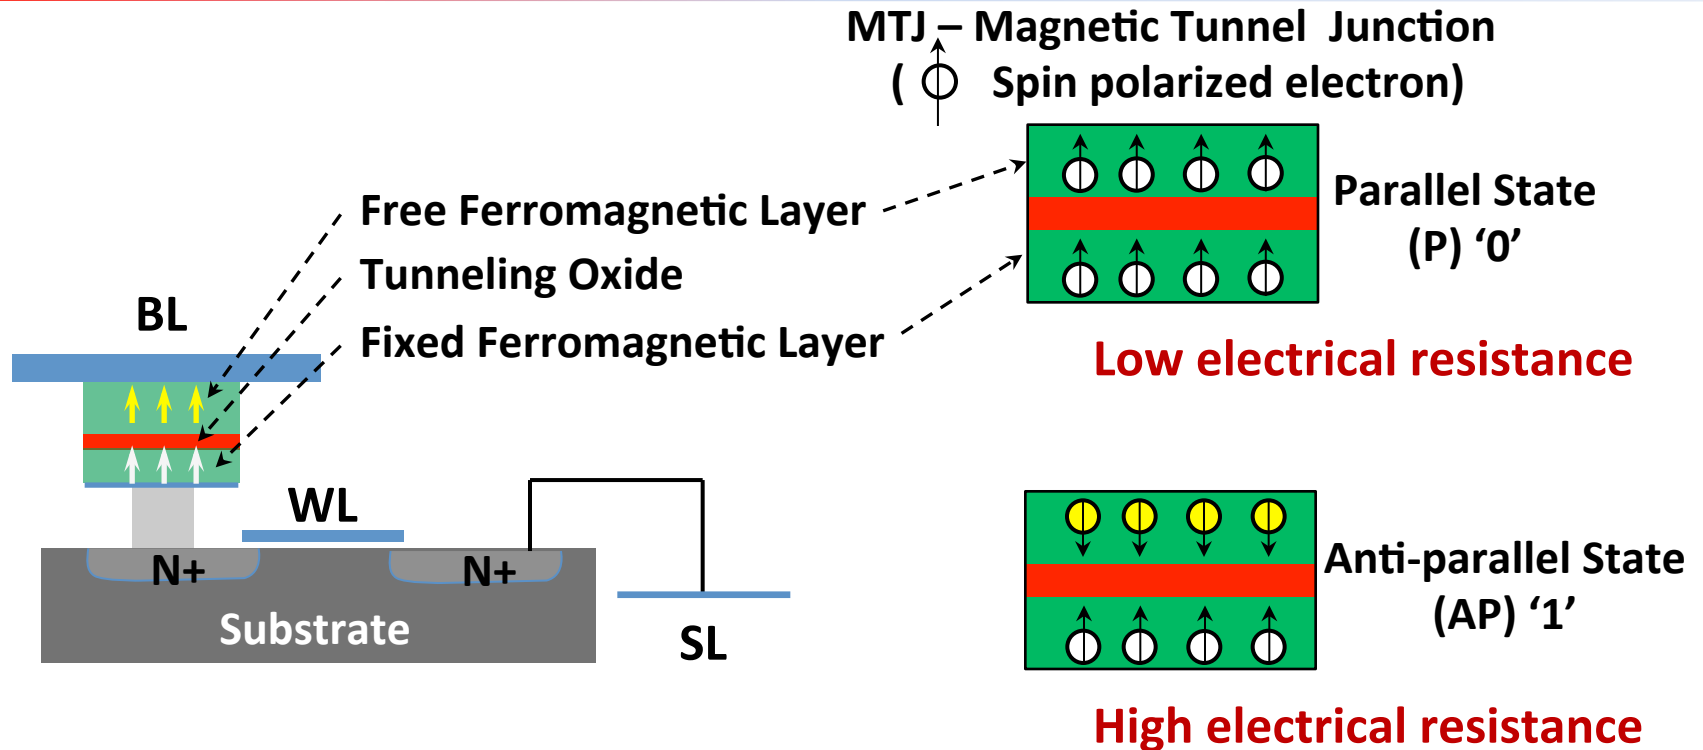 MTJ – Magnetic Tunnel Junction
( Spin polarized electron)
Free Ferromagnetic Layer
Tunneling Oxide
Fixed Ferromagnetic Layer
Parallel State
(P) ‘0’
Low electrical resistance
BL
WL
N+
N+
Substrate
SL
Anti-parallel State
(AP) ‘1’
High electrical resistance